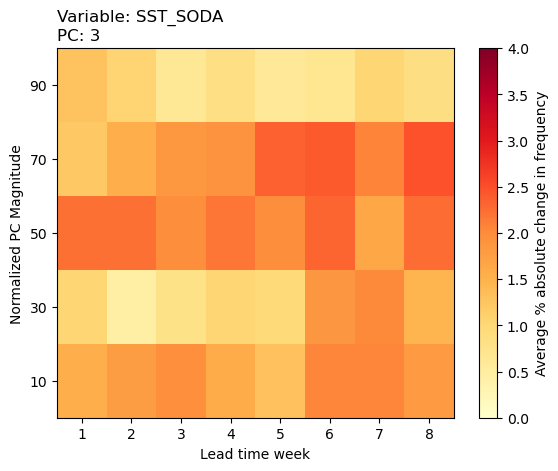 Variable: SST_SODA
PC: 3
90
70
50
30
10
Normalized PC Magnitude
1 2 3 4 5 6 7 8
Lead time week
4.0
3.5
3.0
2.5
2.0
1.5
1.0
0.5
0.0
Average % absolute change in frequency